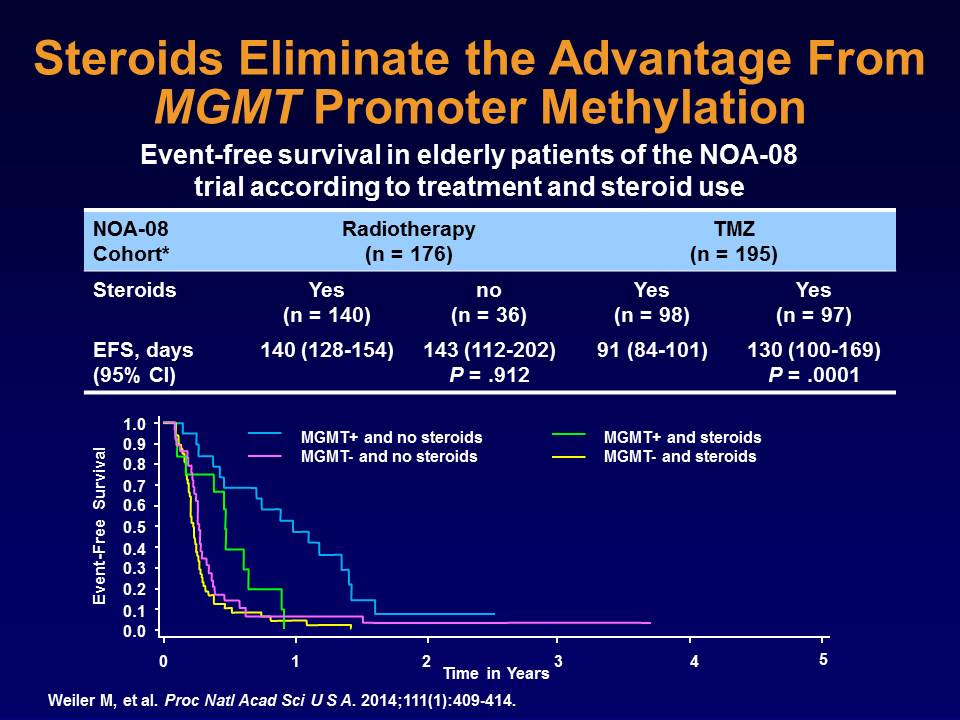 Steroids Eliminate the Advantage From
MGMT Promoter Methylation
Event-free survival in elderly patients of the NOA-08
trial according to treatment and steroid use
NOA-08 Cohort* Radiotherapy (n = 176) TMZ (n = 195)
Steroids Yes (n = 140) no (n = 36) Yes (n = 98) Yes (n = 97)
EFS, days (95% CI) 140 (128-154) 143 (112-202) P = .912 91 (84-101) 130 (100-169) P = .0001
MGMT+ and no steroids
MGMT- and no steroids
MGMT+ and steroids
MGMT- and steroids
Event-Free Survival
1.0
0.9
0.8
0.7
0.6
0.5
0.4
0.3
0.2
0.1
0.0
0 1 2 3 4 5
Time in Years
Weiler M, et al. Proc Natl Acad Sci U S A. 2014;111(1):409-414.